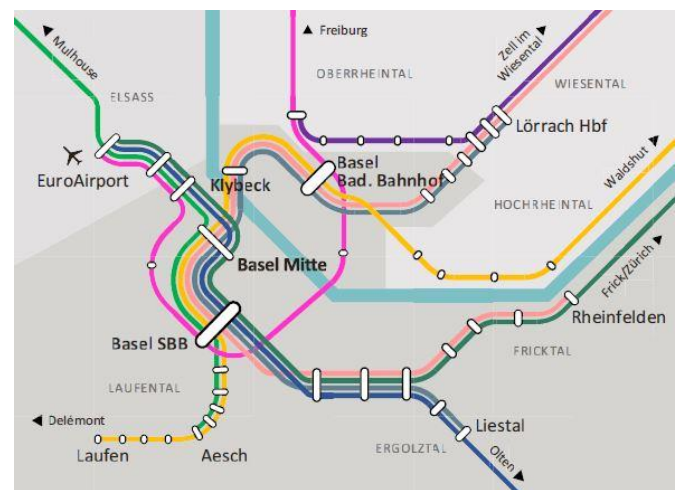 Mulhouse
Freiburg
Zell im
Wiesental
OBERRHEINTAL
WIESENTAL
ELSASS
Lörrach Hbf
EuroAirport
Klybeck
Basel
Bad. Bahnhof
Waldshut
HOCHRHEINTAL
Basel Mitte
Frick/Zürich
Basel SBB
Rheinfelden
FRICKTAL
LAUFENTAL
Delémont
Liestal
Laufen
Aesch
ERGOLZTAL
Olten